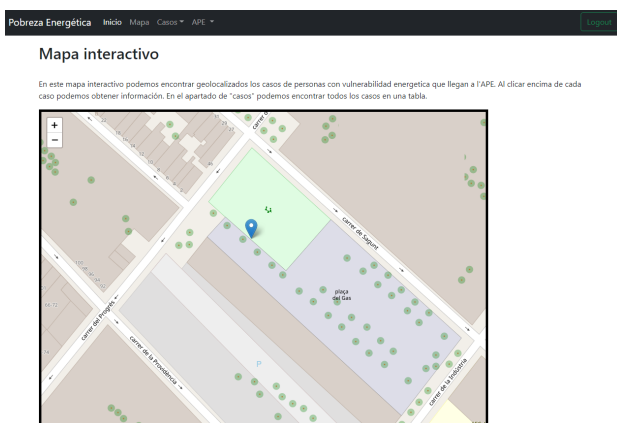 Pobreza Energética Inicio Mapa Casos APE Logout
Mapa interactivo
En este mapa interactivo podemos encontrar geolocalizados los casos de personas con vulnerabilidad energetica que llegan a l'APE. Al clicar encima de cada
caso podemos obtener información. En el apartado de "casos" podemos encontrar todos los casos en una tabla.
+
−
carrer de Sagunt
plaça
del Gas
carrer del Progrés
carrer de la Providència
carrer de la Indústria
P